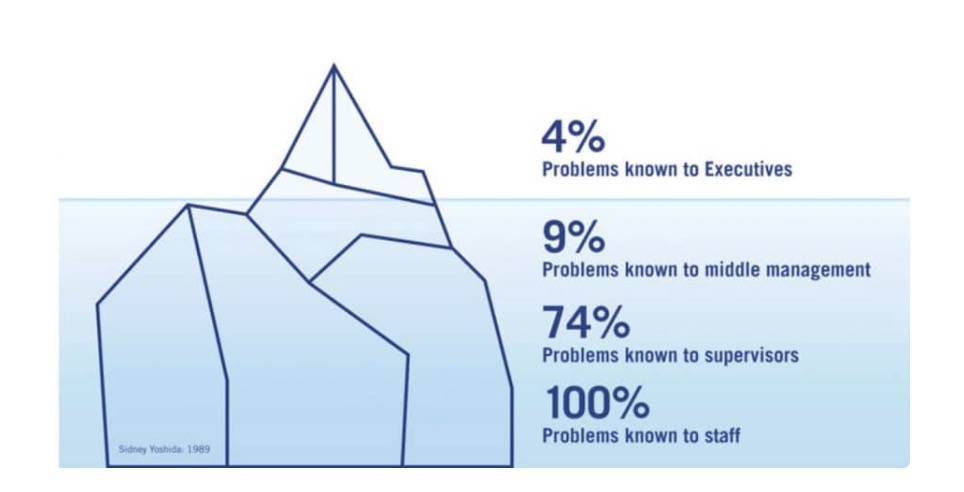 4%
Problems known to Executives
9%
Problems known to middle management
74%
Problems known to supervisors
100%
Problems known to staff
Sidney Yoshida: 1989